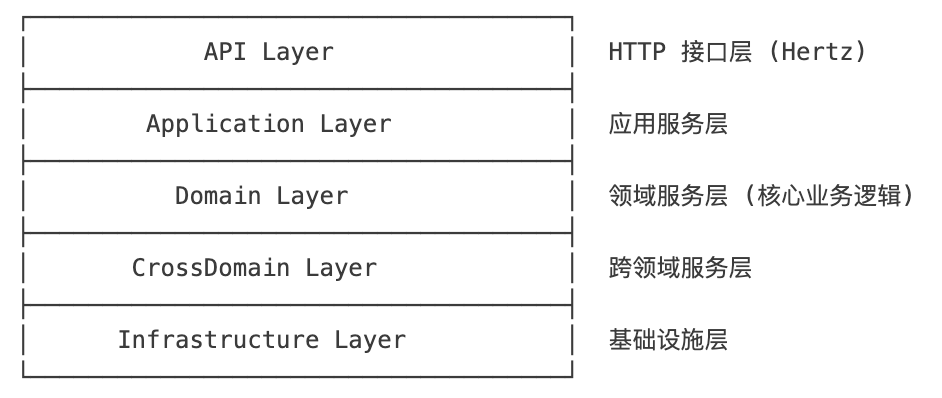 API Layer HTTP 接口层 (Hertz)
Application Layer 应用服务层
Domain Layer 领域服务层 (核心业务逻辑)
CrossDomain Layer 跨领域服务层
Infrastructure Layer 基础设施层